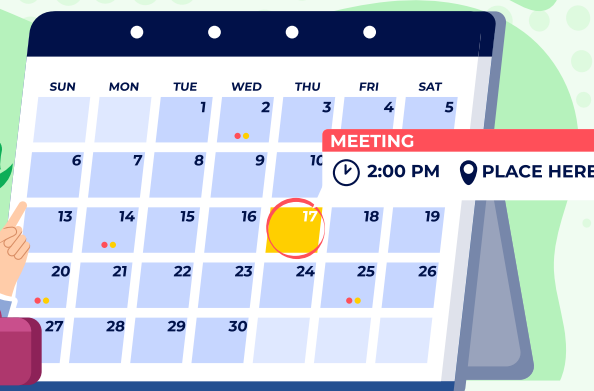 SUN MON TUE WED THU FRI SAT
1 2 3 4 5
MEETING
2:00 PM PLACE HERE
6 7 8 9 10
13 14 15 16 17 18 19
20 21 22 23 24 25 26
27 28 29 30